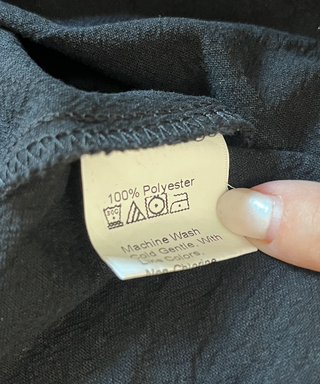 100% Polyester
Machine Wash
Cold Gentle, With
Like Colors,
Non-Chlorine